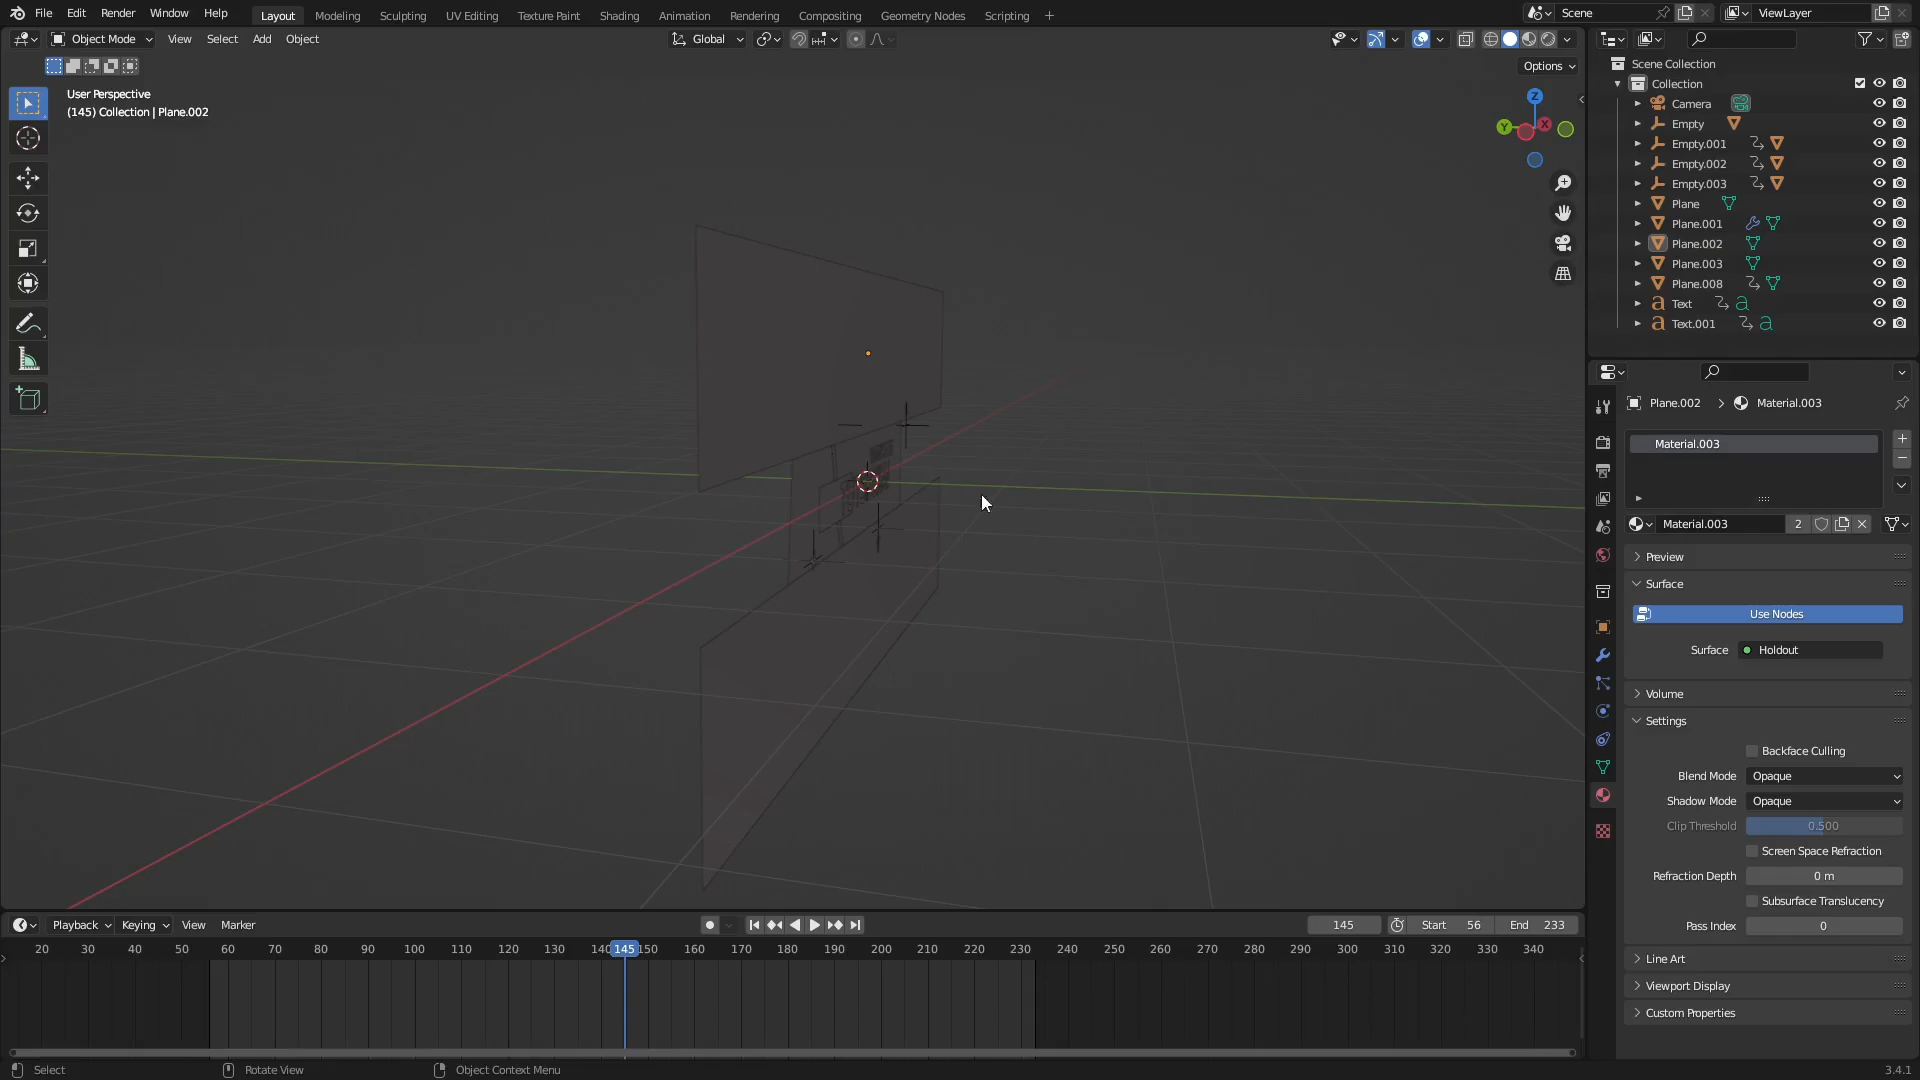 File Edit Render Window Help Layout Modeling Sculpting UV Editing Texture Paint Shading Animation Rendering Compositing Geometry Nodes Scripting + Scene ViewLayer
Object Mode View Select Add Object Global
Options
User Perspective
(145) Collection | Plane.002
Z
Y
X
Scene Collection
Collection
Camera
Empty
Empty.001
Empty.002
Empty.003
Plane
Plane.001
Plane.002
Plane.003
Plane.008
Text
Text.001
Plane.002 > Material.003
Material.003
Material.003 2
Preview
Surface
Use Nodes
Surface Holdout
Volume
Settings
Backface Culling
Blend Mode Opaque
Shadow Mode Opaque
Clip Threshold 0.500
Screen Space Refraction
Refraction Depth 0 m
Subsurface Translucency
Pass Index 0
Line Art
Viewport Display
Custom Properties
Playback Keying View Marker 145 Start 56 End 233
20 30 40 50 60 70 80 90 100 110 120 130 140 145 150 160 170 180 190 200 210 220 230 240 250 260 270 280 290 300 310 320 330 340
Select Rotate View Object Context Menu 3.4.1